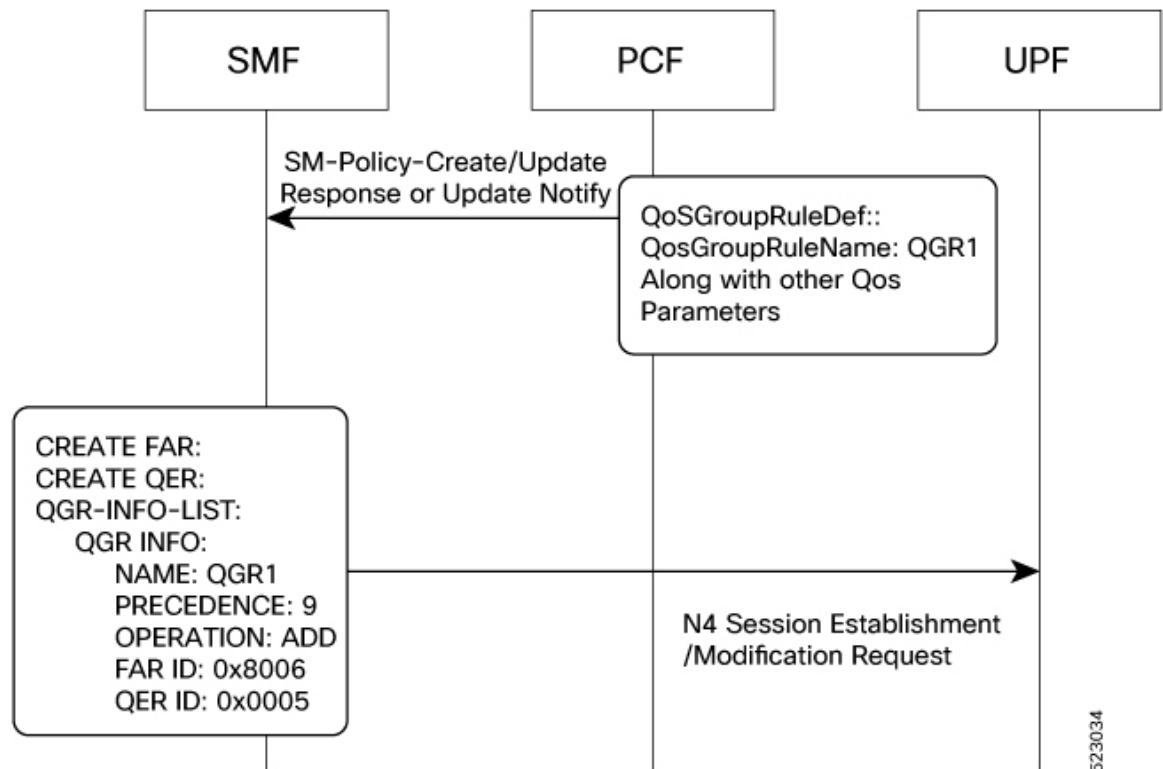 SMF
PCF
UPF
SM-Policy-Create/Update
Response or Update Notify
QoSGroupRuleDef::
QosGroupRuleName: QGR1
Along with other Qos
Parameters
CREATE FAR:
CREATE QER:
QGR-INFO-LIST:
QGR INFO:
NAME: QGR1
PRECEDENCE: 9
OPERATION: ADD
FAR ID: 0x8006
QER ID: 0x0005
N4 Session Establishment
/Modification Request
523034